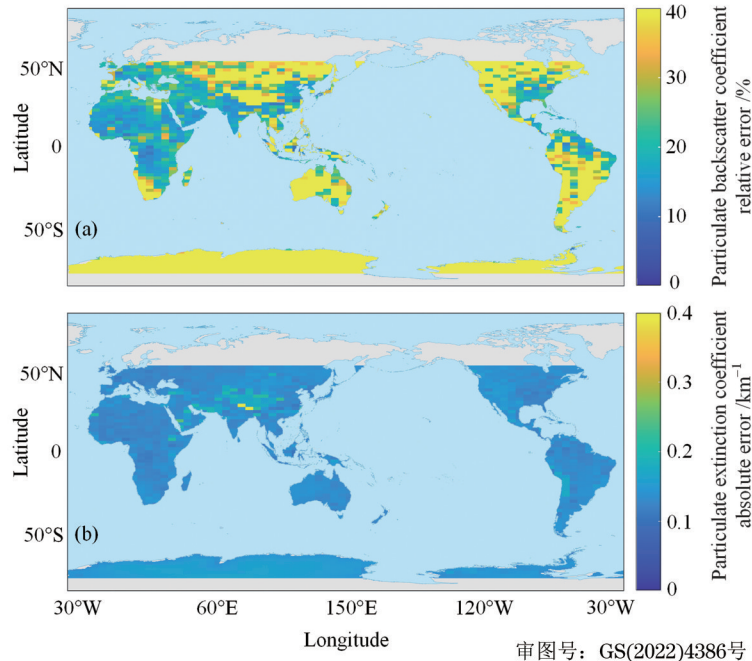 40
30
20
10
0
Particulate backscatter coefficient
relative error /%
50°N
0
50°S
Latitude
(a)
0.4
0.3
0.2
0.1
0
Particulate extinction coefficient
absolute error /km⁻¹
50°N
0
50°S
Latitude
(b)
30°W
60°E
150°E
120°W
30°W
Longitude
审图号：GS(2022)4386号